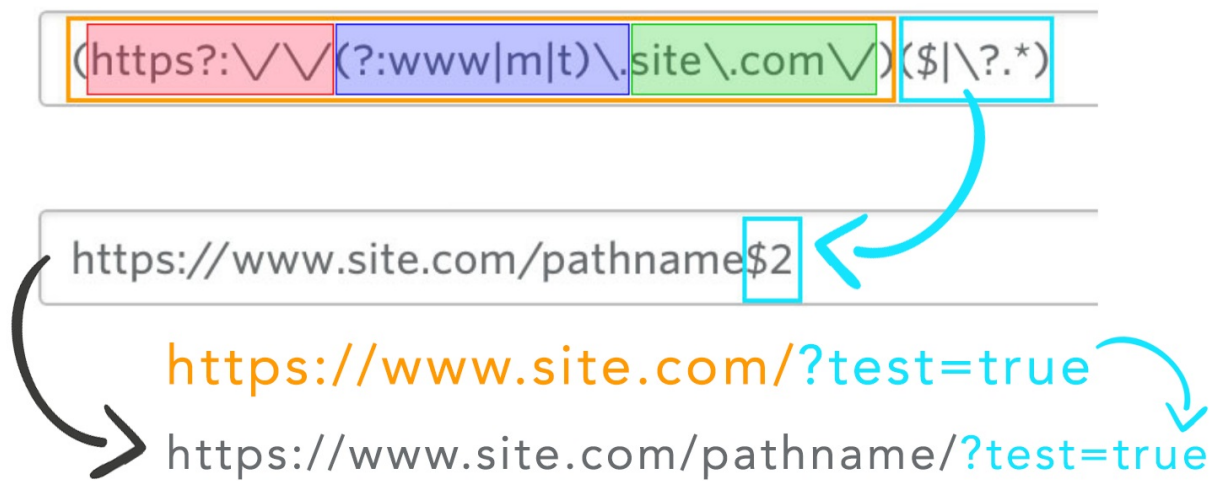 (https?:\/\/(?:www|m|t)\.site\.com\/)($|\?.*)
https://www.site.com/pathname$2
https://www.site.com/?test=true
https://www.site.com/pathname/?test=true